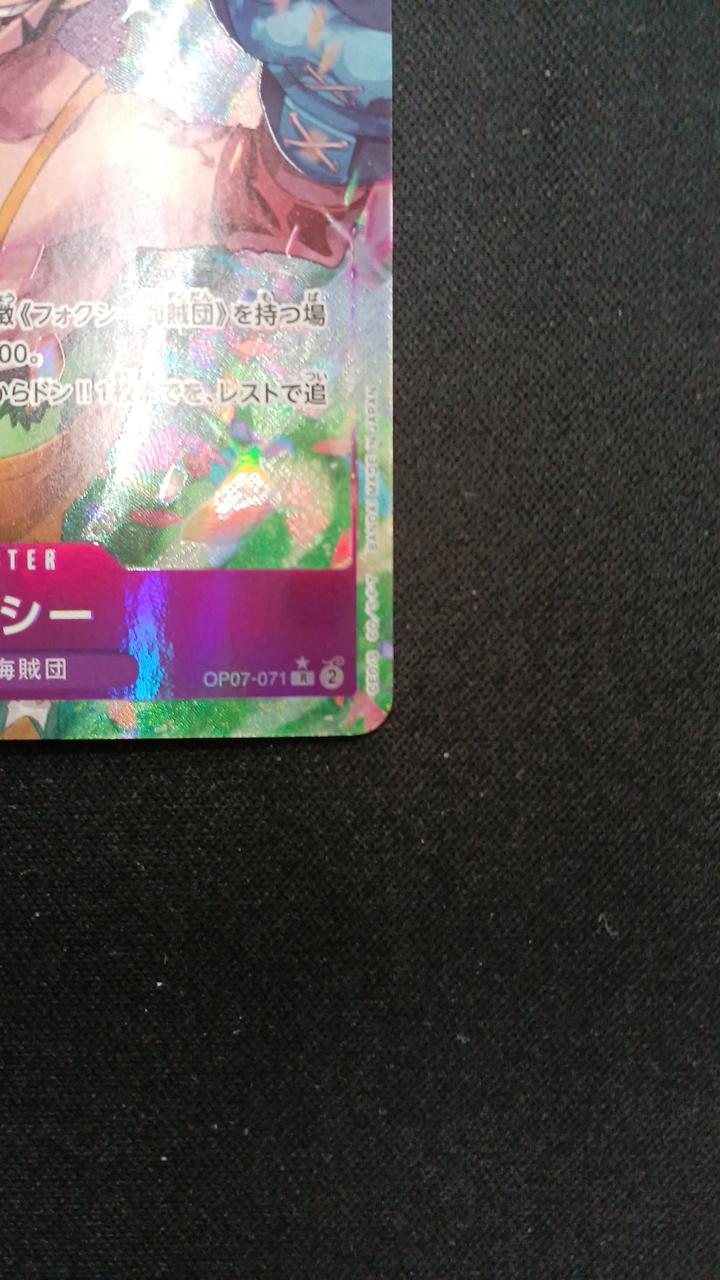 徴《フォクシー海賊団》を持つ場
00。
からドン!!1枚までを、レストで追
TER
シー
海賊団
OP07-071 R 2
BANDAI MADE IN JAPAN